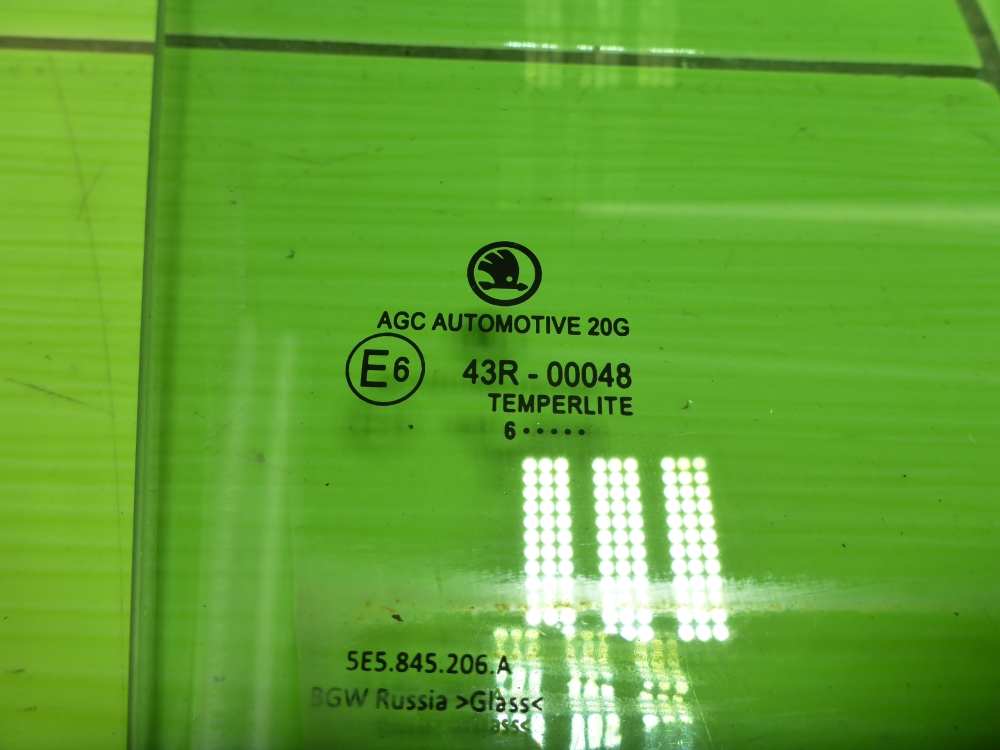 AGC AUTOMOTIVE 20G
E6 43R - 00048
TEMPERLITE
6 • • • • •
5E5.845.206.A
BGW Russia >Glass<